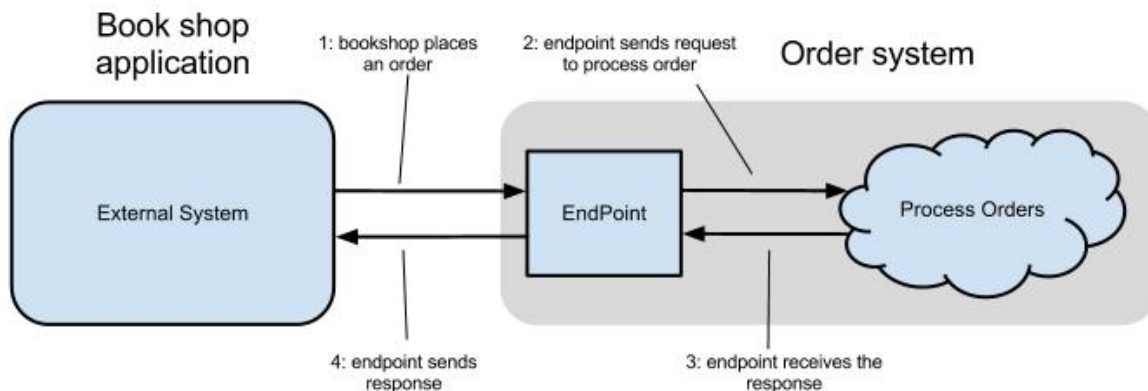 Book shop
application
1: bookshop places
an order
2: endpoint sends request
to process order
Order system
External System
EndPoint
Process Orders
4: endpoint sends
response
3: endpoint receives the
response